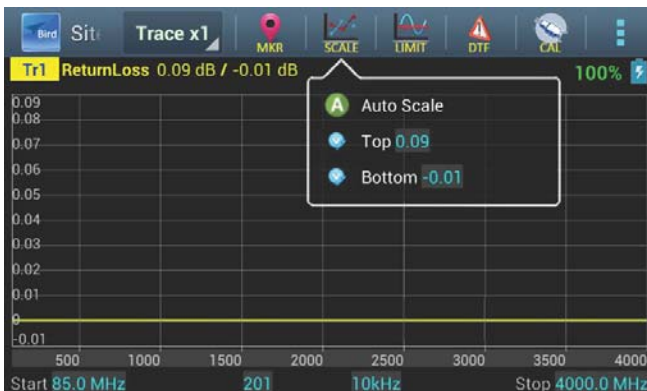 Bird Site Trace x1 MKR SCALE LIMIT DTF CAL
Tr1 ReturnLoss 0.09 dB / -0.01 dB 100%
A Auto Scale
Top 0.09
Bottom -0.01
0.09
0.08
0.07
0.06
0.05
0.04
0.03
0.02
0.01
0
-0.01
500 1000 1500 2000 2500 3000 3500 4000
Start 85.0 MHz 201 10kHz Stop 4000.0 MHz